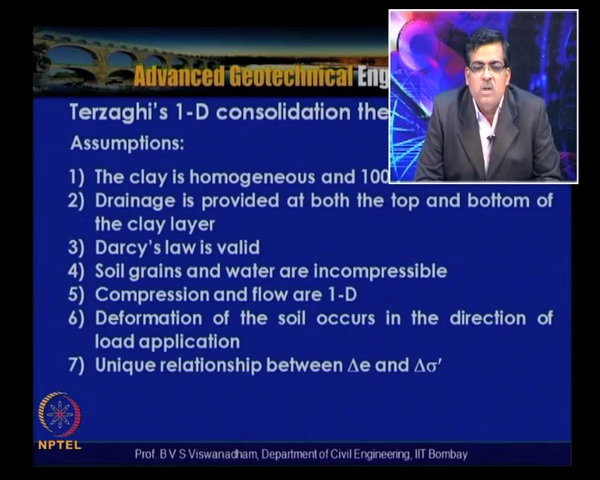 Advanced Geotechnical Eng
Terzaghi's 1-D consolidation the
Assumptions:
1) The clay is homogeneous and 100
2) Drainage is provided at both the top and bottom of
the clay layer
3) Darcy's law is valid
4) Soil grains and water are incompressible
5) Compression and flow are 1-D
6) Deformation of the soil occurs in the direction of
load application
7) Unique relationship between Δe and Δσ′
NPTEL
Prof. B V S Viswanadham, Department of Civil Engineering, IIT Bombay